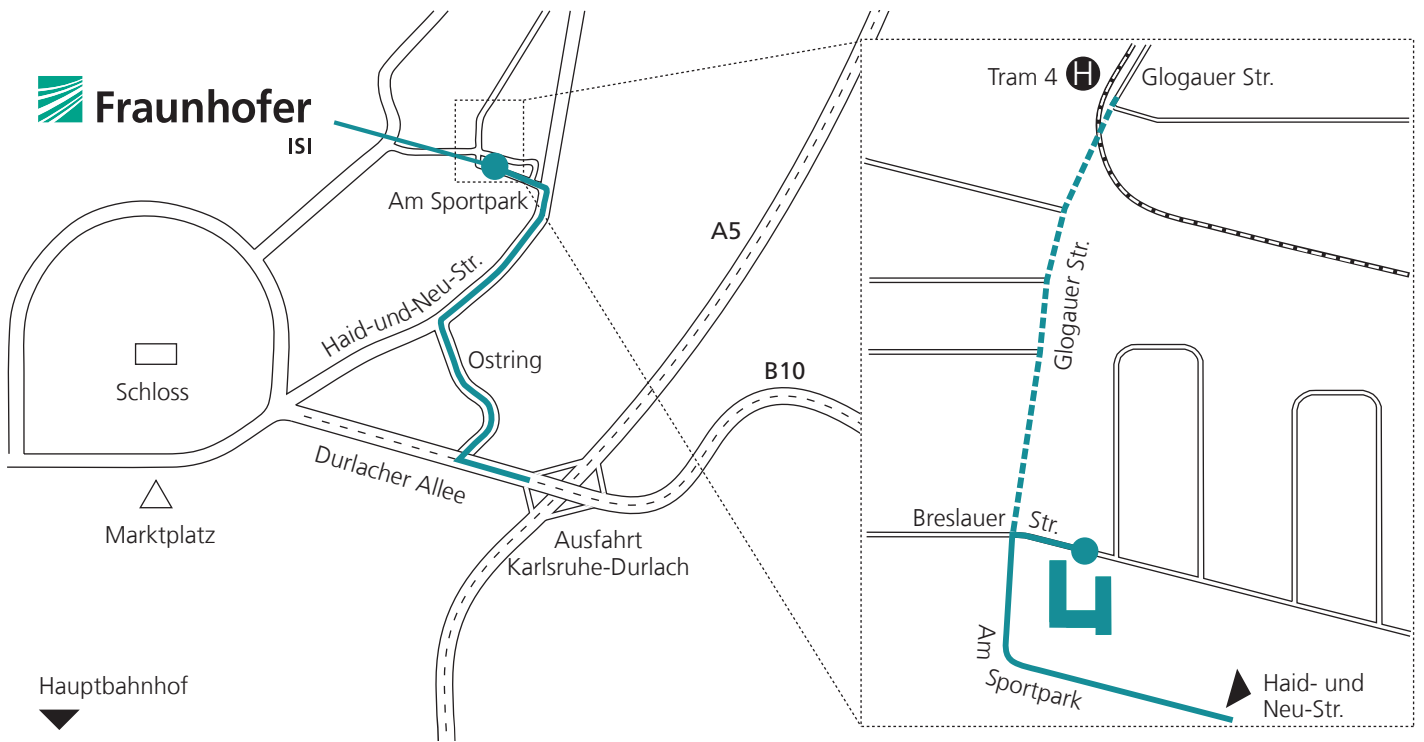 Fraunhofer
ISI
Am Sportpark
A5
Haid-und-Neu-Str.
Ostring
B10
Schloss
Durlacher Allee
Marktplatz
Ausfahrt
Karlsruhe-Durlach
Hauptbahnhof
Tram 4 H
Glogauer Str.
Glogauer Str.
Breslauer Str.
Am Sportpark
Haid- und
Neu-Str.